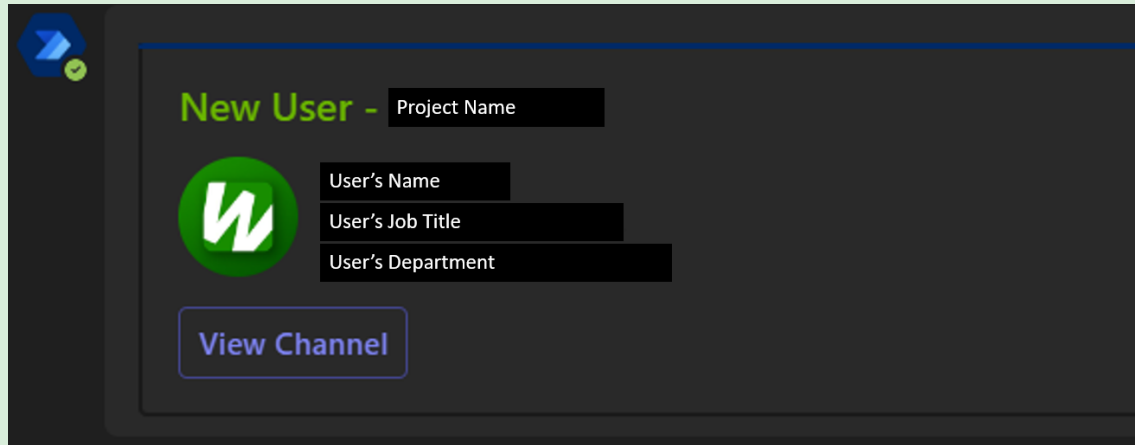 New User - Project Name
W
User’s Name
User’s Job Title
User’s Department
View Channel